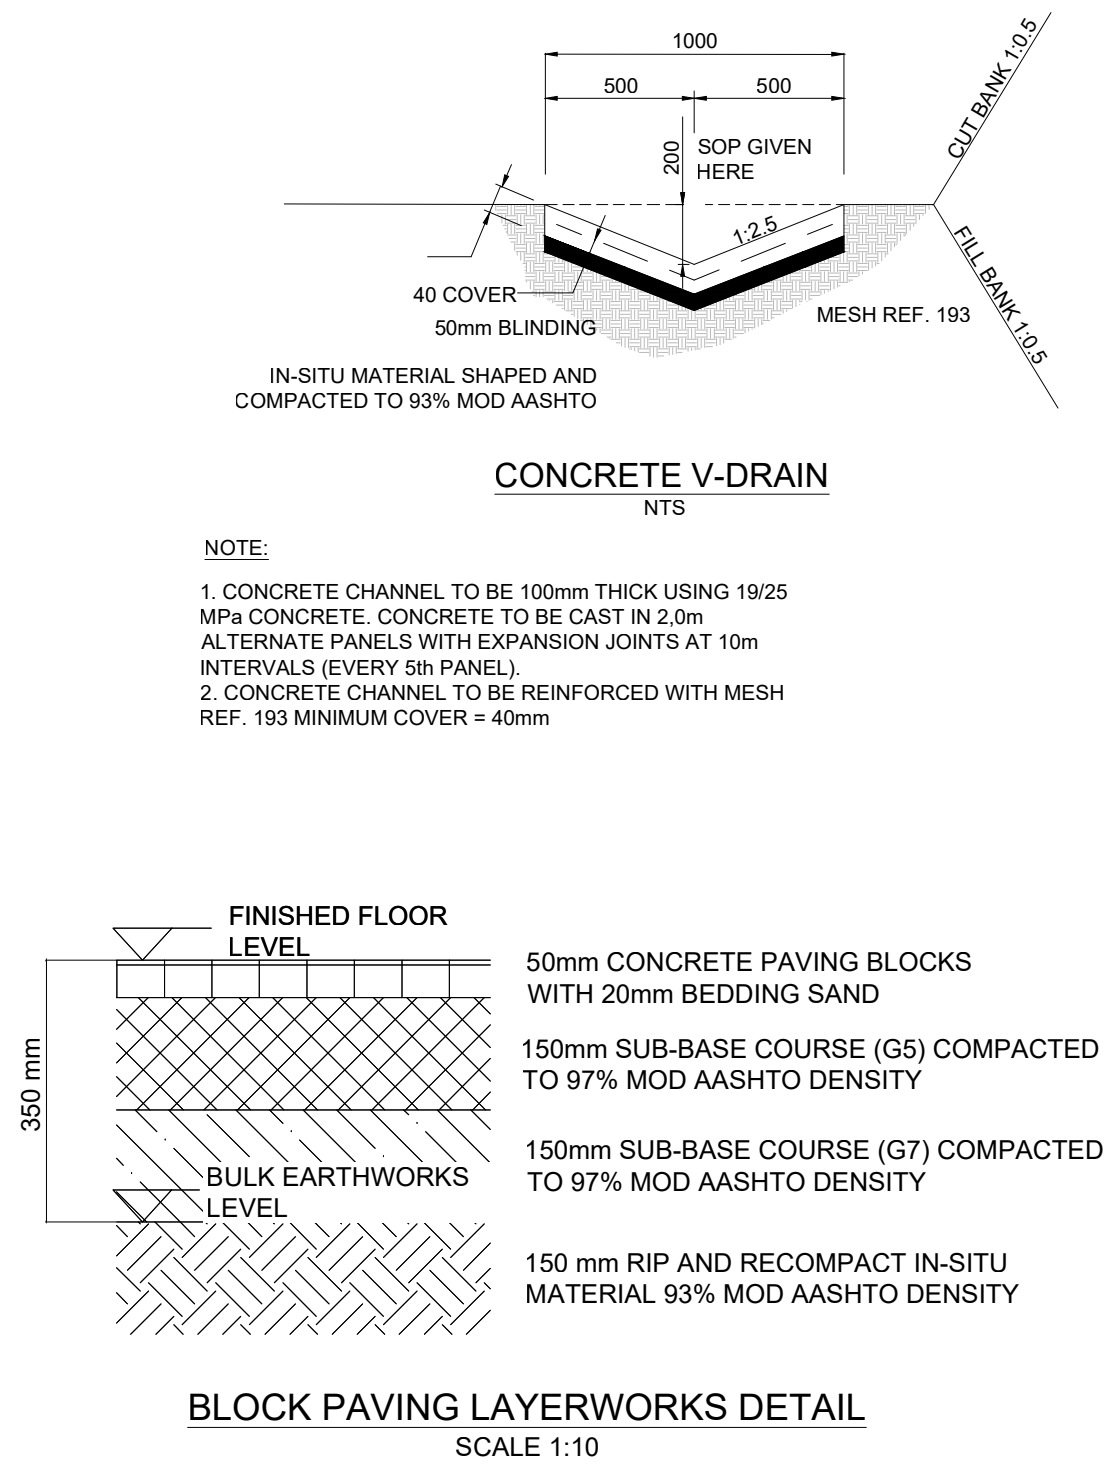 1000
500
500
200
SOP GIVEN
HERE
CUT BANK 1:0.5
1:2.5
FILL BANK 1:0.5
40 COVER
50mm BLINDING
MESH REF. 193
IN-SITU MATERIAL SHAPED AND
COMPACTED TO 93% MOD AASHTO
CONCRETE V-DRAIN
NTS
NOTE:
1. CONCRETE CHANNEL TO BE 100mm THICK USING 19/25
MPa CONCRETE. CONCRETE TO BE CAST IN 2,0m
ALTERNATE PANELS WITH EXPANSION JOINTS AT 10m
INTERVALS (EVERY 5th PANEL).
2. CONCRETE CHANNEL TO BE REINFORCED WITH MESH
REF. 193 MINIMUM COVER = 40mm
FINISHED FLOOR
LEVEL
50mm CONCRETE PAVING BLOCKS
WITH 20mm BEDDING SAND
150mm SUB-BASE COURSE (G5) COMPACTED
TO 97% MOD AASHTO DENSITY
350 mm
150mm SUB-BASE COURSE (G7) COMPACTED
TO 97% MOD AASHTO DENSITY
BULK EARTHWORKS
LEVEL
150 mm RIP AND RECOMPACT IN-SITU
MATERIAL 93% MOD AASHTO DENSITY
BLOCK PAVING LAYERWORKS DETAIL
SCALE 1:10